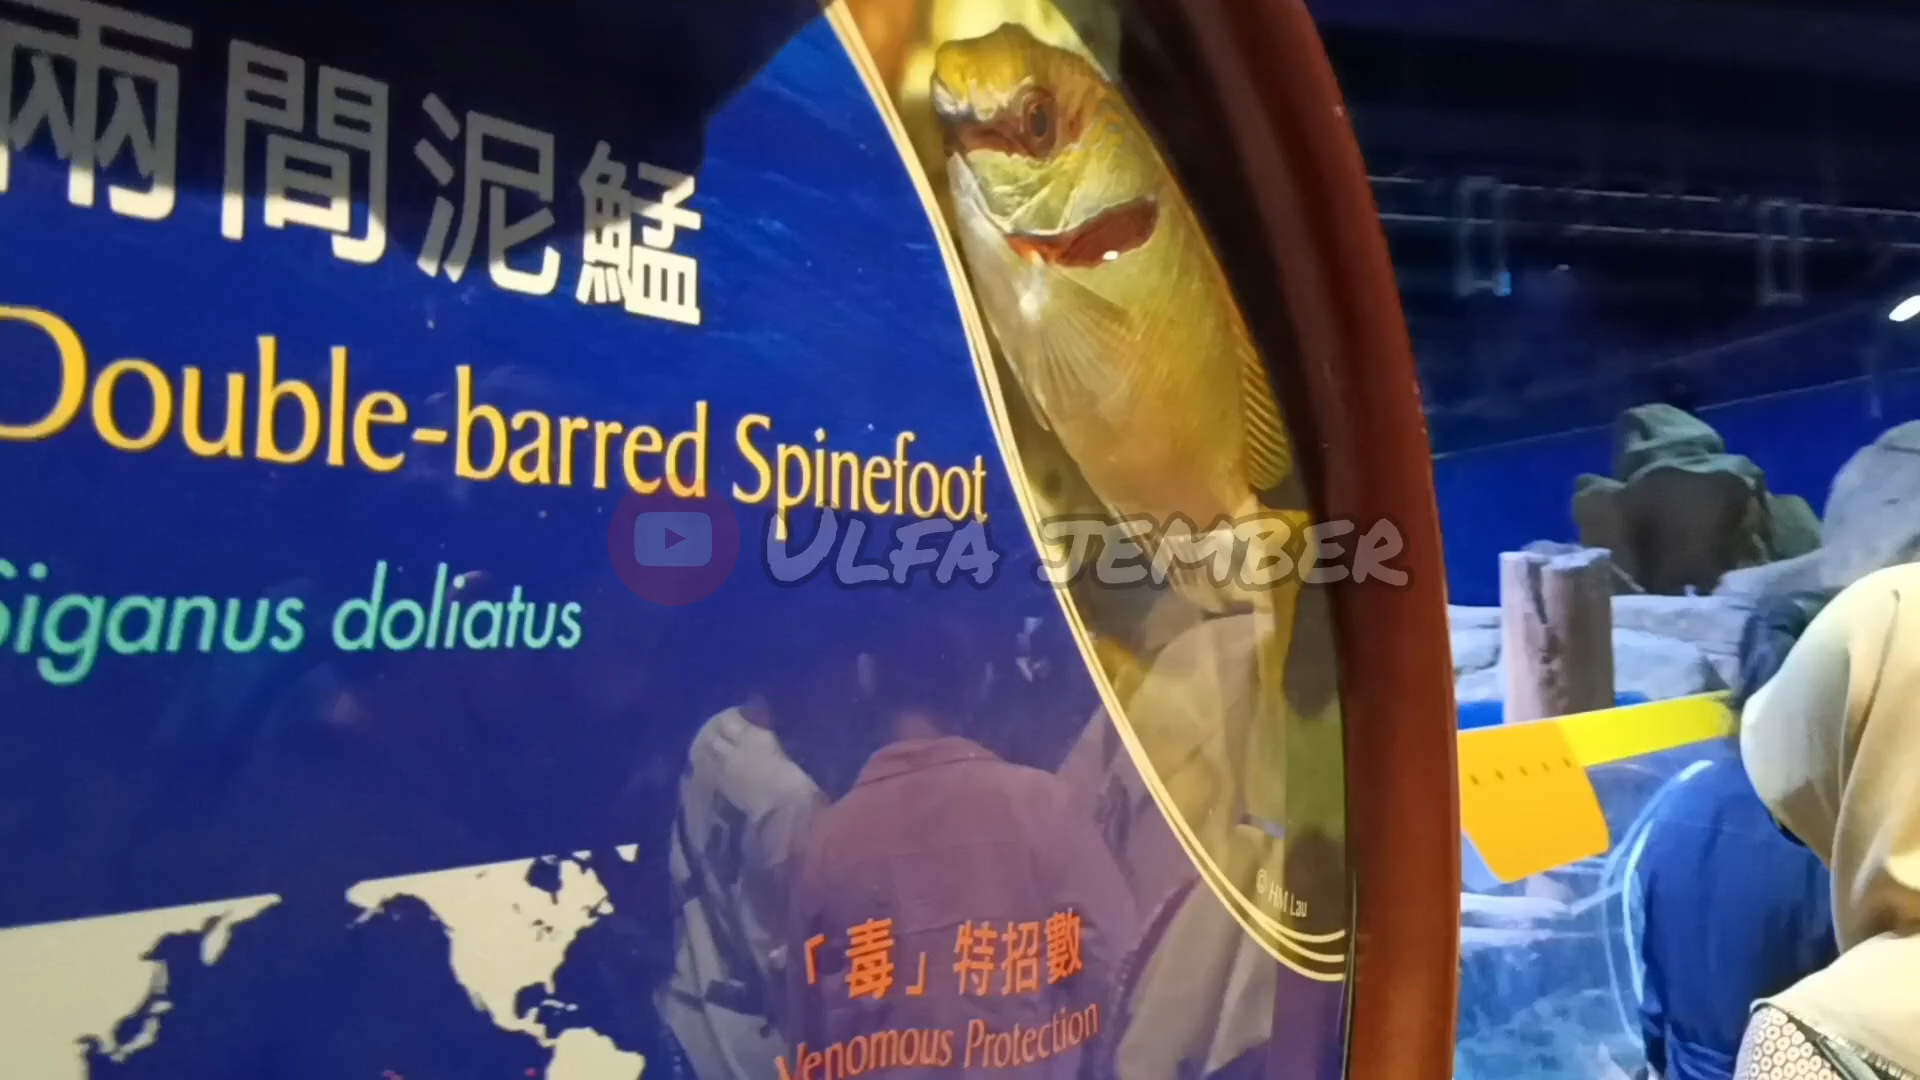 兩間泥鯭
Double-barred Spinefoot
Siganus doliatus
ULFA JEMBER
© HM Lau
「毒」特招數
Venomous Protection